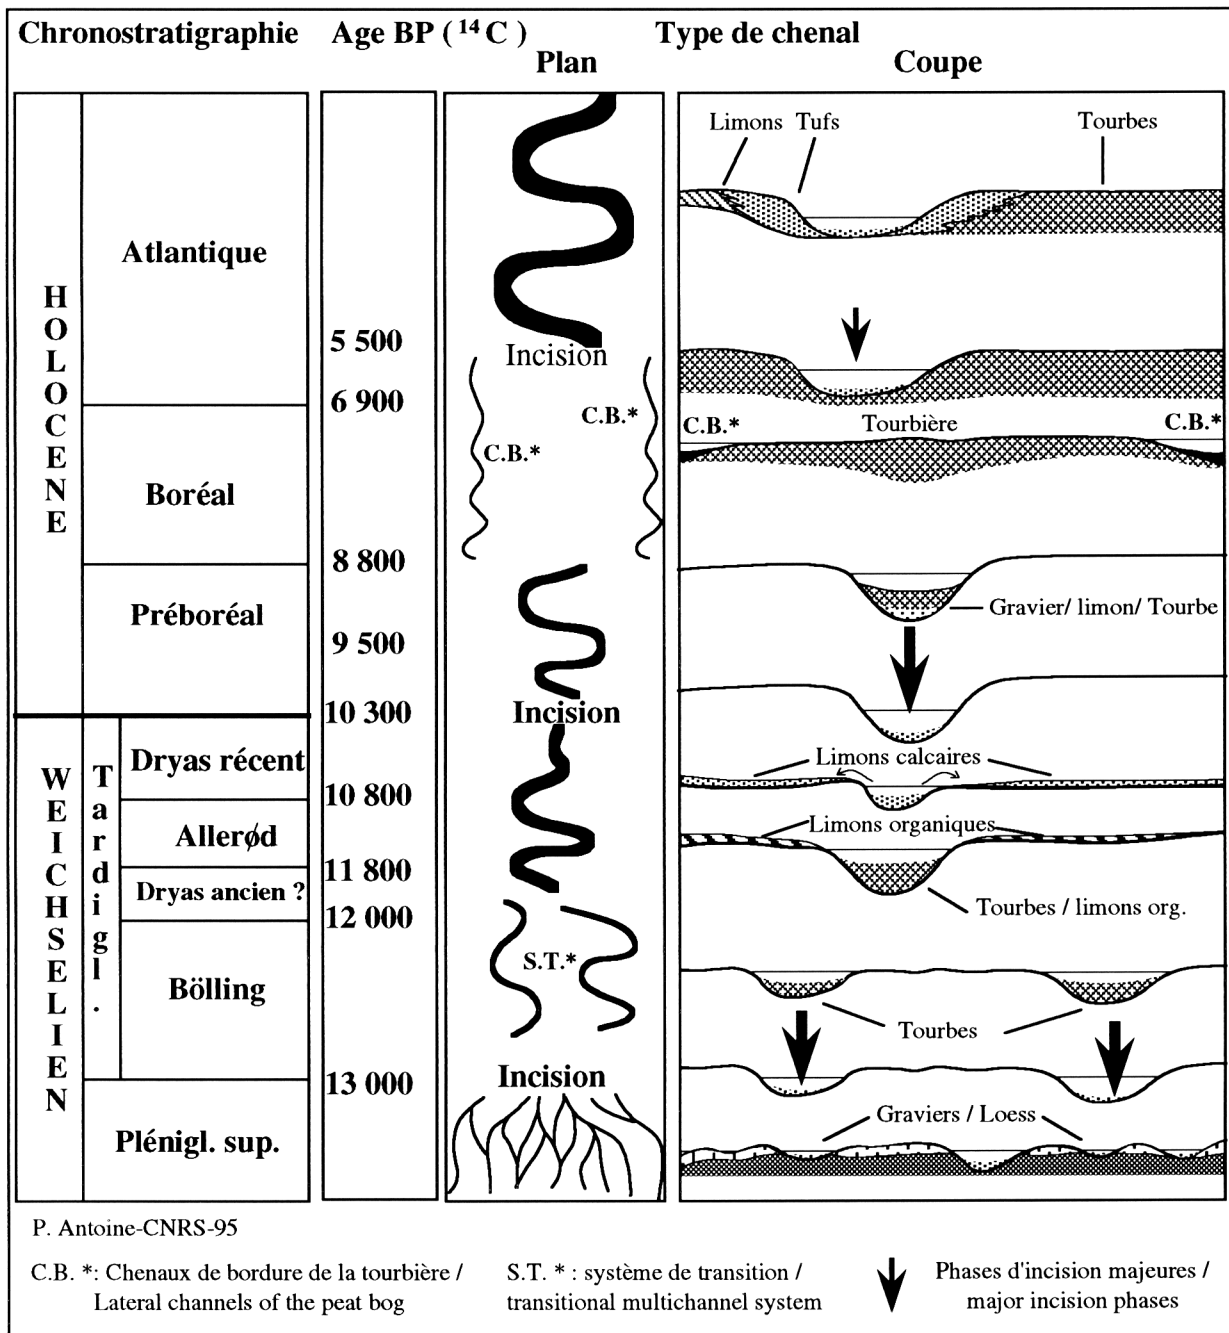 Chronostratigraphie Age BP ( ¹⁴C ) Type de chenal
Plan Coupe
HOLOCENE
Atlantique
Boréal
Préboréal
WEICHSELIEN
Tardigl.
Dryas récent
Allerød
Dryas ancien ?
Bölling
Plénigl. sup.
5 500
6 900
8 800
9 500
10 300
10 800
11 800
12 000
13 000
Incision
C.B.*
C.B.*
Incision
S.T.*
Incision
Limons Tufs Tourbes
C.B.* Tourbière C.B.*
Gravier/ limon/ Tourbe
Limons calcaires
Limons organiques
Tourbes / limons org.
Tourbes
Graviers / Loess
P. Antoine-CNRS-95
C.B. *: Chenaux de bordure de la tourbière /
Lateral channels of the peat bog
S.T. * : système de transition /
transitional multichannel system
Phases d'incision majeures /
major incision phases